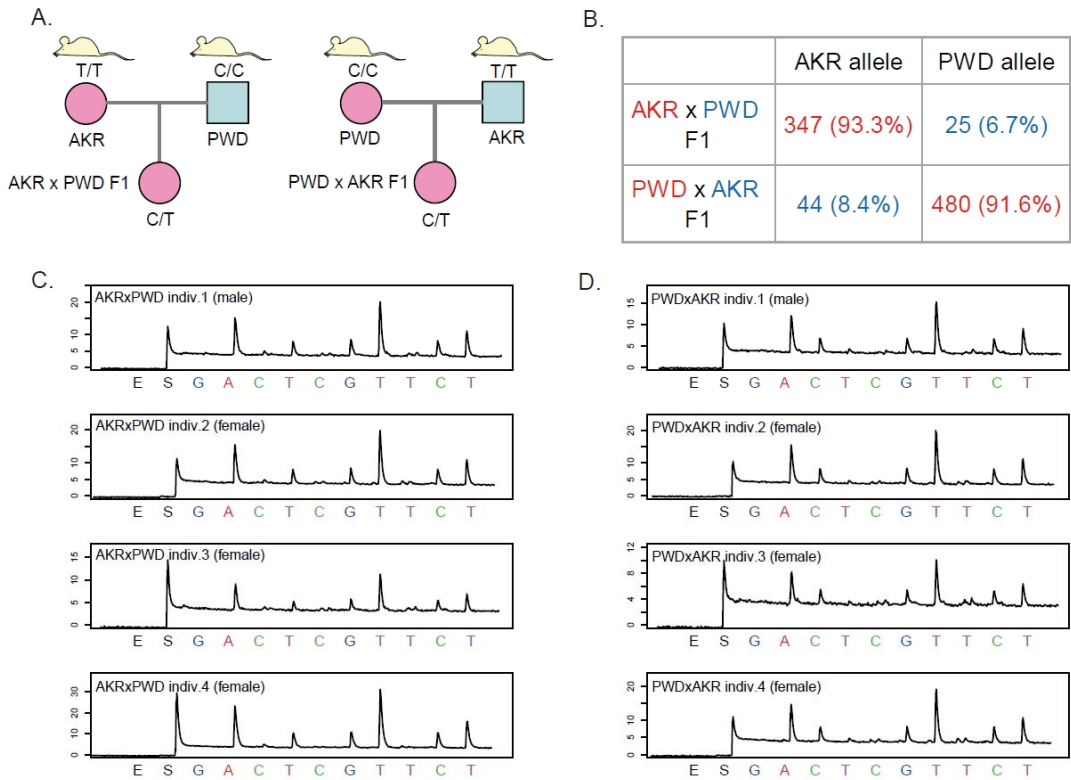 A.
T/T C/C C/C T/T
AKR PWD PWD AKR
AKR x PWD F1 PWD x AKR F1
C/T C/T
B.
AKR allele PWD allele
AKR x PWD F1 347 (93.3%) 25 (6.7%)
PWD x AKR F1 44 (8.4%) 480 (91.6%)
C.
AKRxPWD indiv.1 (male)
20
10
5
0
E S G A C T C G T T C T
AKRxPWD indiv.2 (female)
20
10
5
0
E S G A C T C G T T C T
AKRxPWD indiv.3 (female)
15
10
5
0
E S G A C T C G T T C T
AKRxPWD indiv.4 (female)
30
20
10
0
E S G A C T C G T T C T
D.
PWDxAKR indiv.1 (male)
15
10
5
0
E S G A C T C G T T C T
PWDxAKR indiv.2 (female)
20
10
5
0
E S G A C T C G T T C T
PWDxAKR indiv.3 (female)
12
8
4
0
E S G A C T C G T T C T
PWDxAKR indiv.4 (female)
20
10
5
0
E S G A C T C G T T C T